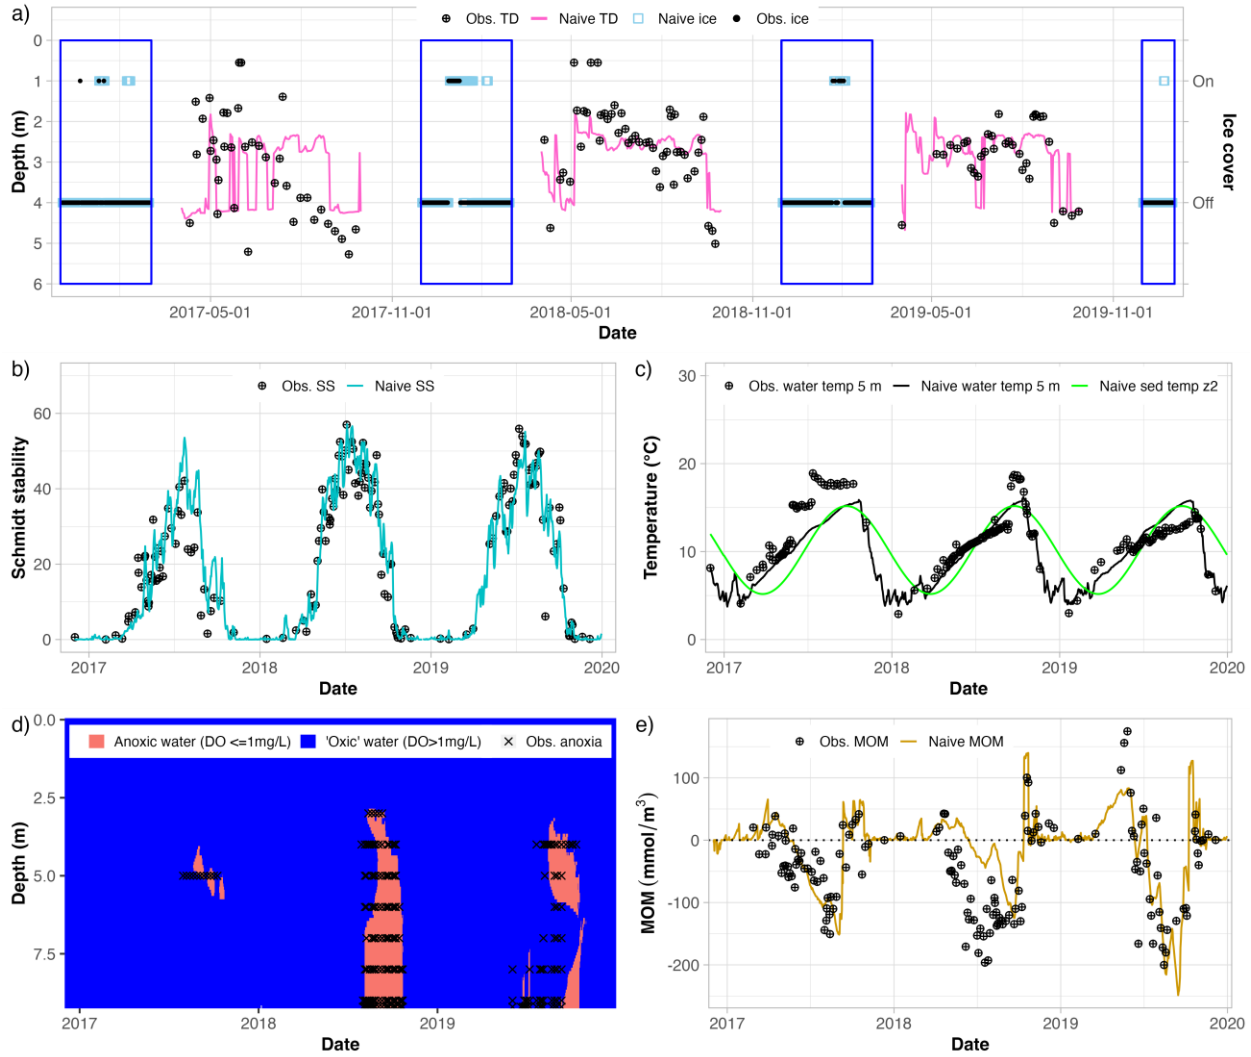 a)
Obs. TD Naive TD Naive ice Obs. ice
0
1
2
3
4
5
6
Depth (m)
On
Off
Ice cover
2017-05-01 2017-11-01 2018-05-01 2018-11-01 2019-05-01 2019-11-01
Date
b)
Obs. SS Naive SS
60
40
20
0
Schmidt stability
2017 2018 2019 2020
Date
c)
Obs. water temp 5 m Naive water temp 5 m Naive sed temp z2
30
20
10
0
Temperature (°C)
2017 2018 2019 2020
Date
d)
Anoxic water (DO <=1mg/L) 'Oxic' water (DO>1mg/L) Obs. anoxia
0.0
2.5
5.0
7.5
Depth (m)
2017 2018 2019
Date
e)
Obs. MOM Naive MOM
100
0
-100
-200
MOM (mmol/m³)
2017 2018 2019 2020
Date